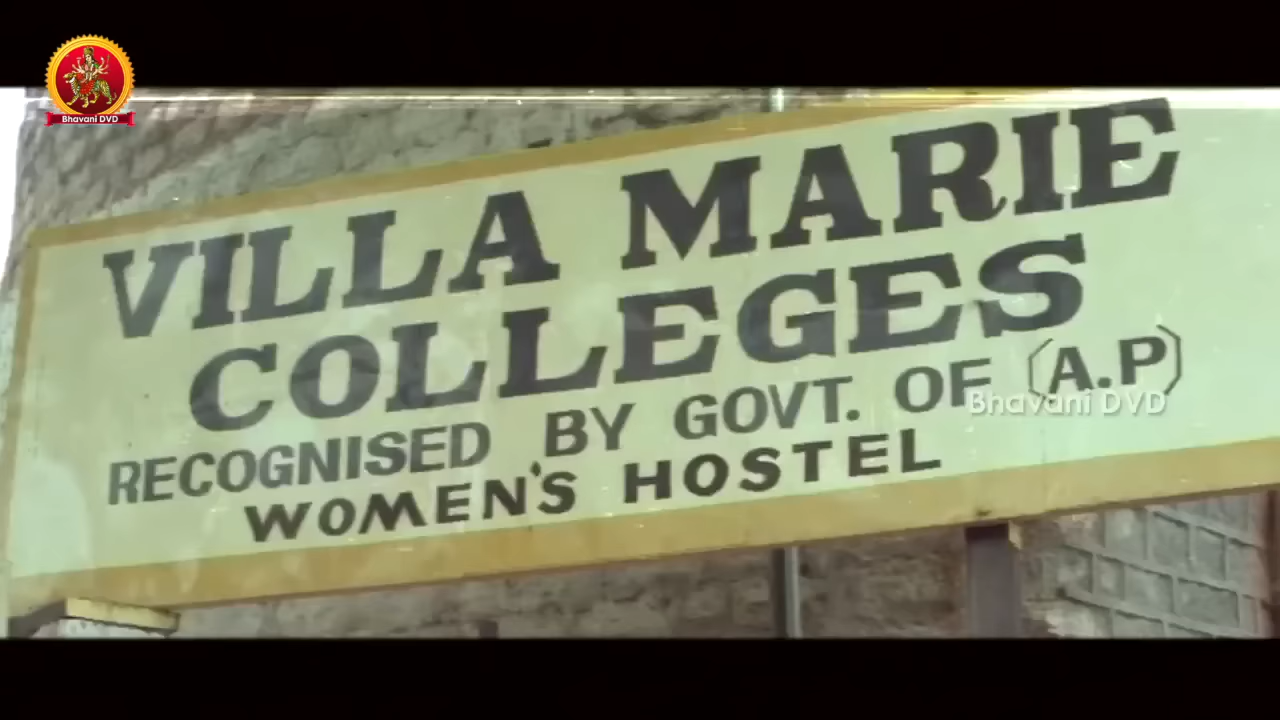 Bhavani DVD
VILLA MARIE
COLLEGES
RECOGNISED BY GOVT. OF (A.P)
Bhavani DVD
WOMEN'S HOSTEL